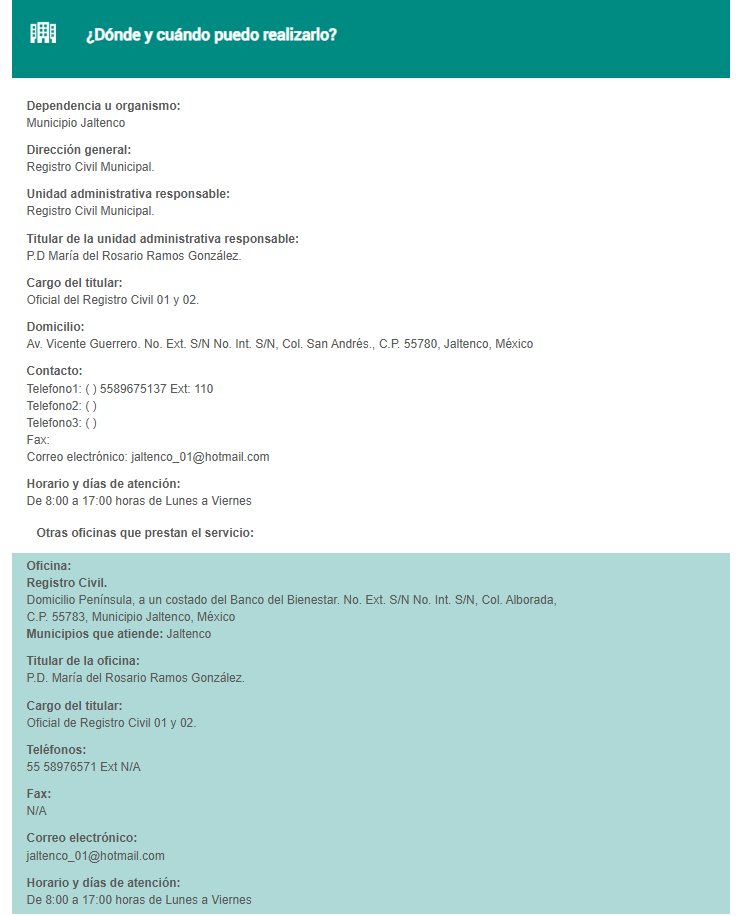 ¿Dónde y cuándo puedo realizarlo?
Dependencia u organismo:
Municipio Jaltenco
Dirección general:
Registro Civil Municipal.
Unidad administrativa responsable:
Registro Civil Municipal.
Titular de la unidad administrativa responsable:
P.D María del Rosario Ramos González.
Cargo del titular:
Oficial del Registro Civil 01 y 02.
Domicilio:
Av. Vicente Guerrero. No. Ext. S/N No. Int. S/N, Col. San Andrés., C.P. 55780, Jaltenco, México
Contacto:
Telefono1: ( ) 5589675137 Ext: 110
Telefono2: ( )
Telefono3: ( )
Fax:
Correo electrónico: jaltenco_01@hotmail.com
Horario y días de atención:
De 8:00 a 17:00 horas de Lunes a Viernes
Otras oficinas que prestan el servicio:
Oficina:
Registro Civil.
Domicilio Península, a un costado del Banco del Bienestar. No. Ext. S/N No. Int. S/N, Col. Alborada,
C.P. 55783, Municipio Jaltenco, México
Municipios que atiende: Jaltenco
Titular de la oficina:
P.D. María del Rosario Ramos González.
Cargo del titular:
Oficial de Registro Civil 01 y 02.
Teléfonos:
55 58976571 Ext N/A
Fax:
N/A
Correo electrónico:
jaltenco_01@hotmail.com
Horario y días de atención:
De 8:00 a 17:00 horas de Lunes a Viernes